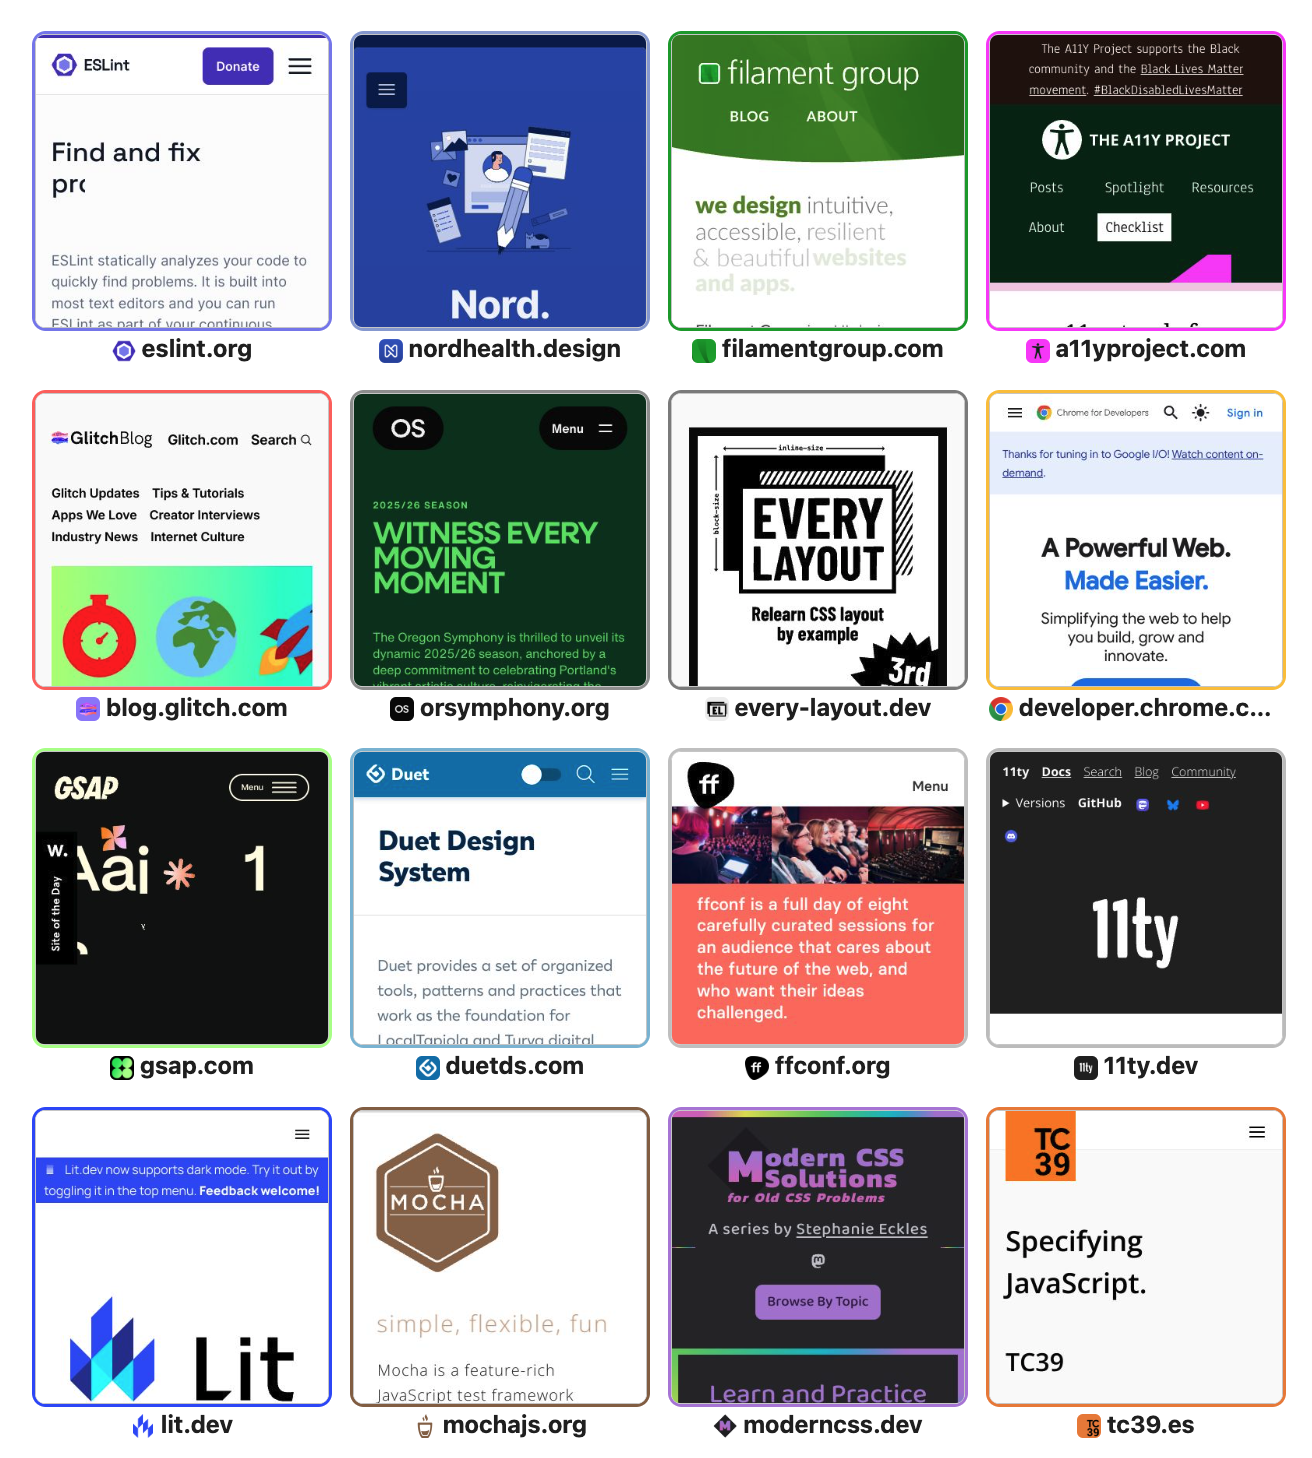 ESLint
Donate
Find and fix
pro
ESLint statically analyzes your code to
quickly find problems. It is built into
most text editors and you can run
ESLint as part of your continuous
eslint.org
Nord.
nordhealth.design
filament group
BLOG ABOUT
we design intuitive,
accessible, resilient
& beautiful websites
and apps.
filamentgroup.com
The A11Y Project supports the Black
community and the Black Lives Matter
movement. #BlackDisabledLivesMatter
THE A11Y PROJECT
Posts Spotlight Resources
About Checklist
a11yproject.com
GlitchBlog Glitch.com Search
Glitch Updates Tips & Tutorials
Apps We Love Creator Interviews
Industry News Internet Culture
blog.glitch.com
OS
Menu
2025/26 SEASON
WITNESS EVERY
MOVING
MOMENT
The Oregon Symphony is thrilled to unveil its
dynamic 2025/26 season, anchored by a
deep commitment to celebrating Portland's
vibrant artistic culture, reinvigorating the
OS
orsymphony.org
inline-size
block-size
EVERY
LAYOUT
Relearn CSS layout
by example
3rd
EL
every-layout.dev
Chrome for Developers
Sign in
Thanks for tuning in to Google I/O! Watch content on-
demand.
A Powerful Web.
Made Easier.
Simplifying the web to help
you build, grow and
innovate.
developer.chrome.c...
GSAP
Menu
W.
Site of the Day
Aai 1
gsap.com
Duet
Duet Design
System
Duet provides a set of organized
tools, patterns and practices that
work as the foundation for
LocalTapiola and Turva digital
duetds.com
ff
Menu
ffconf is a full day of eight
carefully curated sessions for
an audience that cares about
the future of the web, and
who want their ideas
challenged.
ff
ffconf.org
11ty Docs Search Blog Community
Versions GitHub
11ty
11ty
11ty.dev
Lit.dev now supports dark mode. Try it out by
toggling it in the top menu. Feedback welcome!
Lit
lit.dev
MOCHA
simple, flexible, fun
Mocha is a feature-rich
JavaScript test framework
mochajs.org
Modern CSS
Solutions
for Old CSS Problems
A series by Stephanie Eckles
Browse By Topic
Learn and Practice
M
moderncss.dev
TC
39
Specifying
JavaScript.
TC39
TC
39
tc39.es